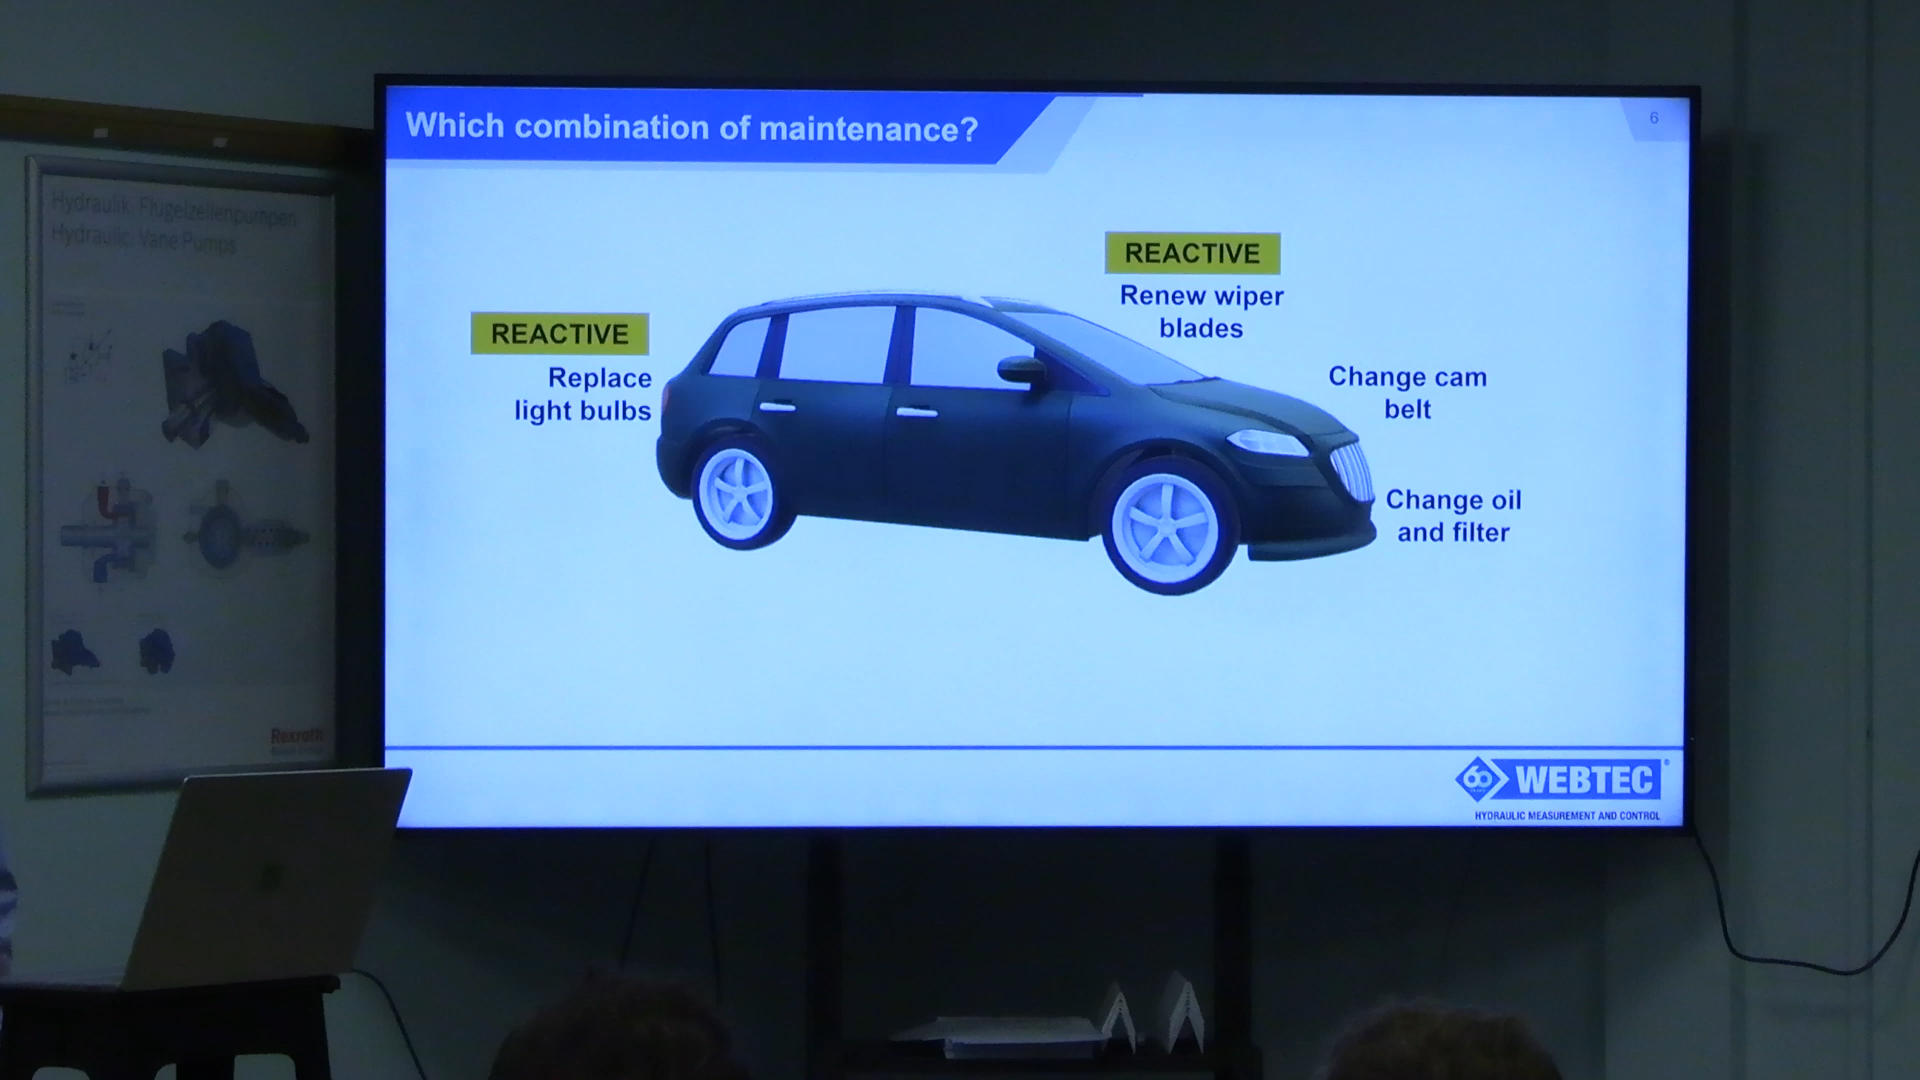 Which combination of maintenance?
6
REACTIVE
Renew wiper
blades
REACTIVE
Replace
light bulbs
Change cam
belt
Change oil
and filter
60
WEBTEC
HYDRAULIC MEASUREMENT AND CONTROL
Hydraulik: Flügelzellenpumpen
Hydraulic: Vane Pumps
Rexroth